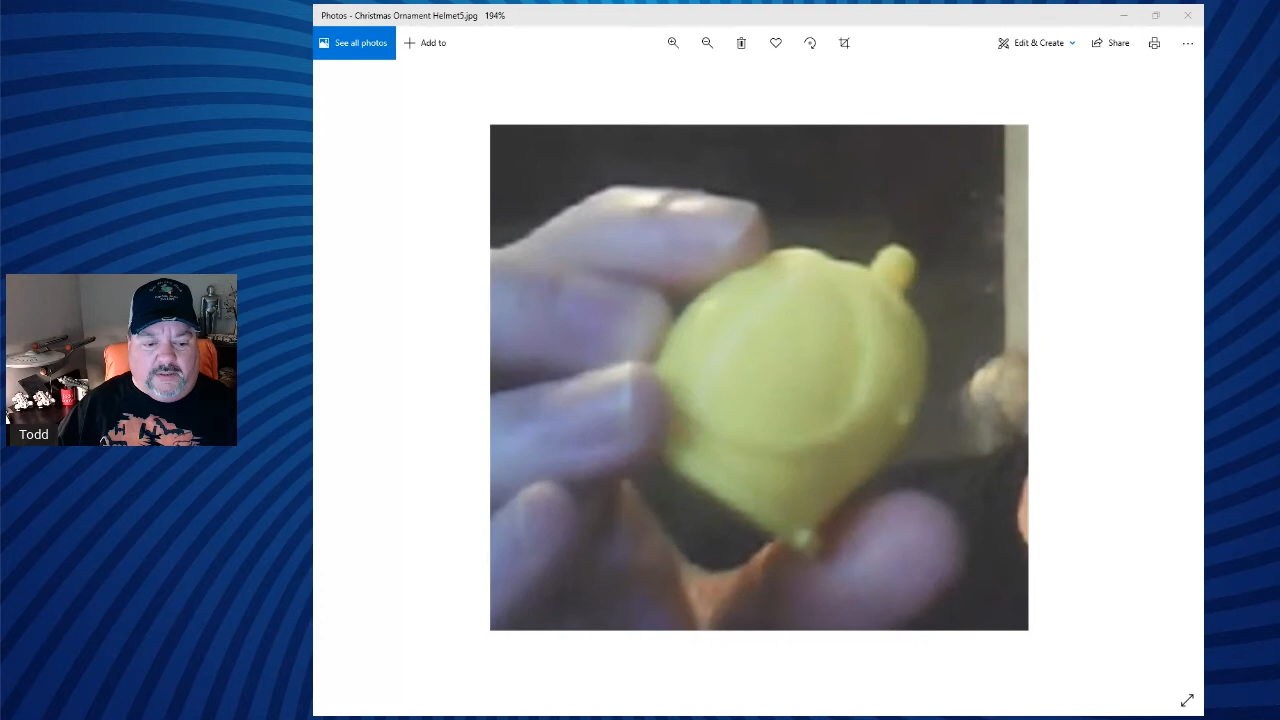 Photos - Christmas Ornament Helmet5.jpg 194%
See all photos
Add to
Edit & Create
Share
Todd